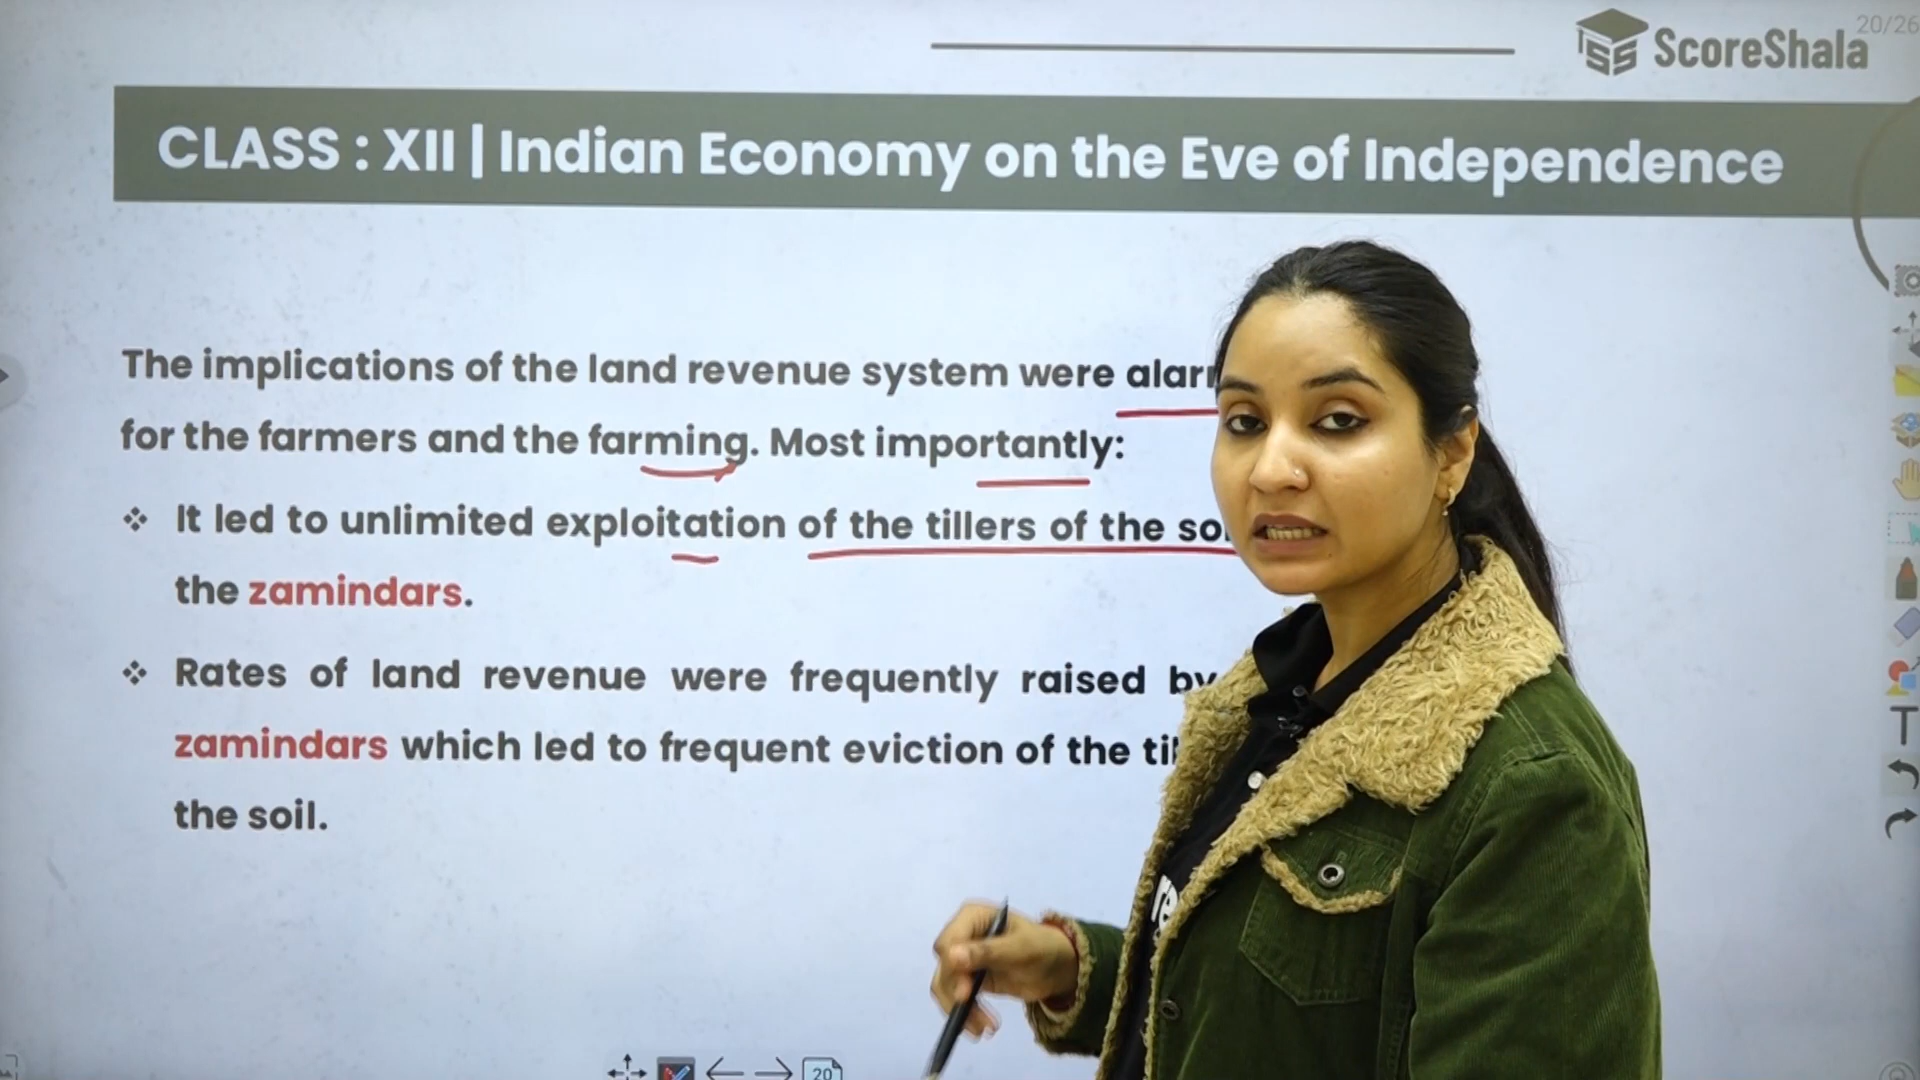 20/26
ScoreShala
CLASS : XII | Indian Economy on the Eve of Independence
The implications of the land revenue system were
for the farmers and the farming. Most importantly:
❖ It led to unlimited exploitation of the tillers of the
the zamindars.
❖ Rates of land revenue were frequently raised by
zamindars which led to frequent eviction of the
the soil.
T
20